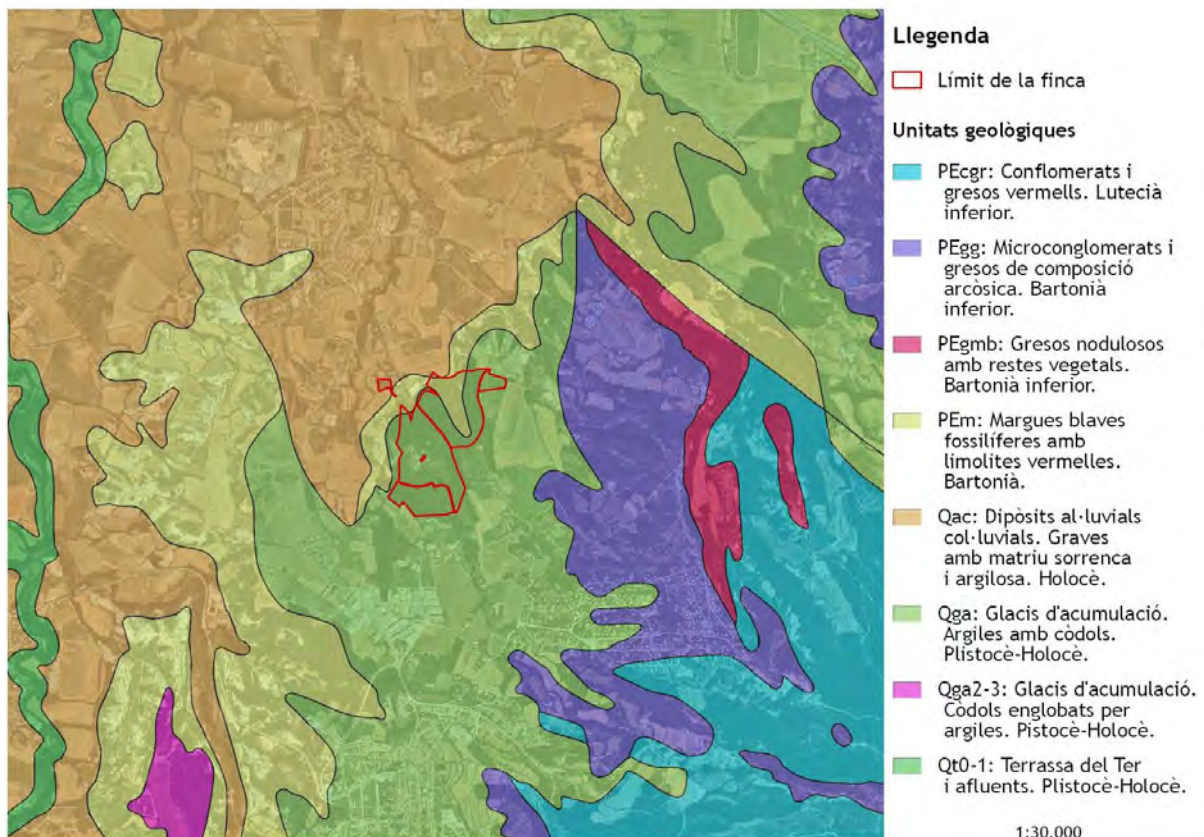 Llegenda
Límit de la finca
Unitats geològiques
PEcgr: Conflomerats i
gresos vermells. Lutecià
inferior.
PEgg: Microconglomerats i
gresos de composició
arcòsica. Bartonià
inferior.
PEgmb: Gresos nodulosos
amb restes vegetals.
Bartonià inferior.
PEm: Margues blaves
fossilíferes amb
limolites vermelles.
Bartonià.
Qac: Dipòsits al·luvials
col·luvials. Graves
amb matriu sorrenca
i argilosa. Holocè.
Qga: Glacis d'acumulació.
Argiles amb còdols.
Plistocè-Holocè.
Qga2-3: Glacis d'acumulació.
Còdols englobats per
argiles. Pistocè-Holocè.
Qt0-1: Terrassa del Ter
i afluents. Plistocè-Holocè.
1:30.000